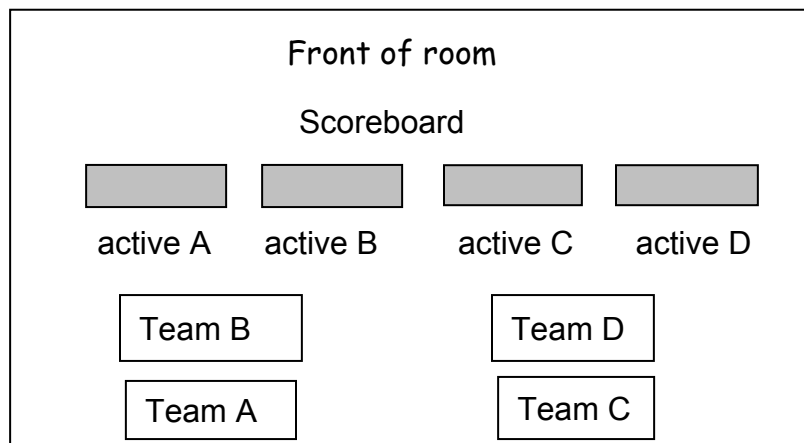 Front of room
Scoreboard
active A active B active C active D
Team B Team D
Team A Team C